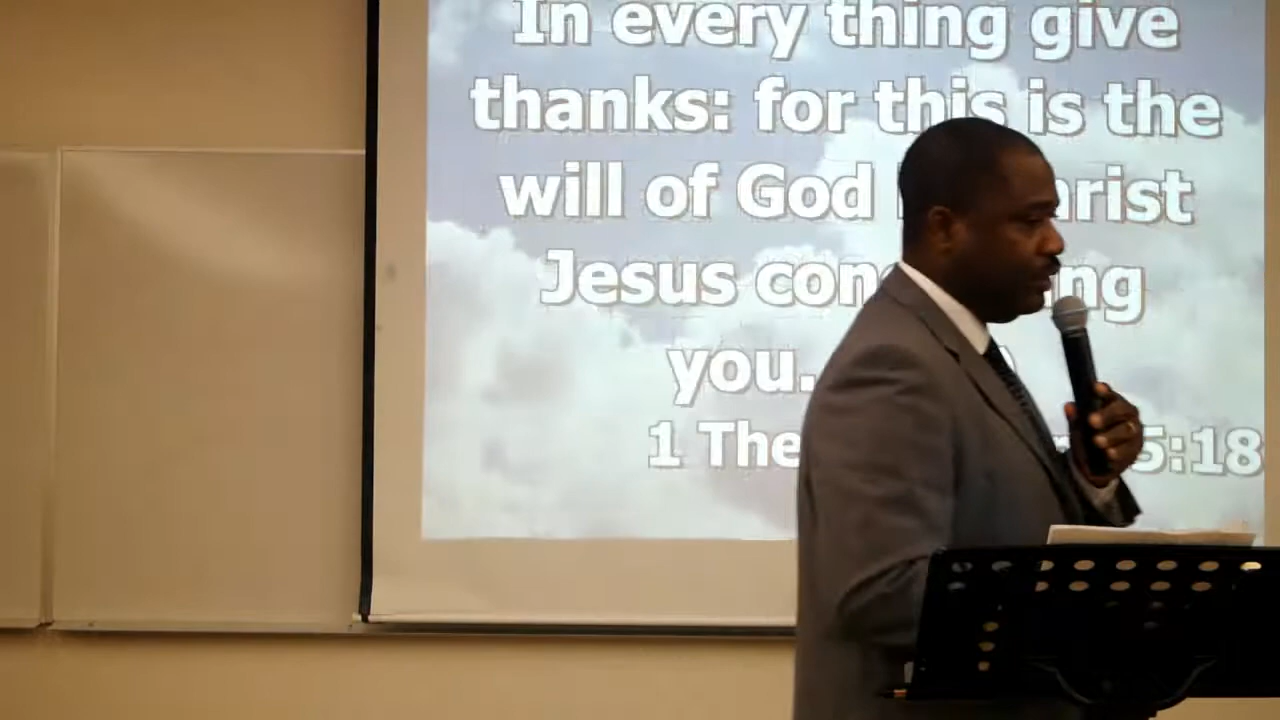 In every thing give
thanks: for this is the
will of God
Jesus
you.
1 5:18